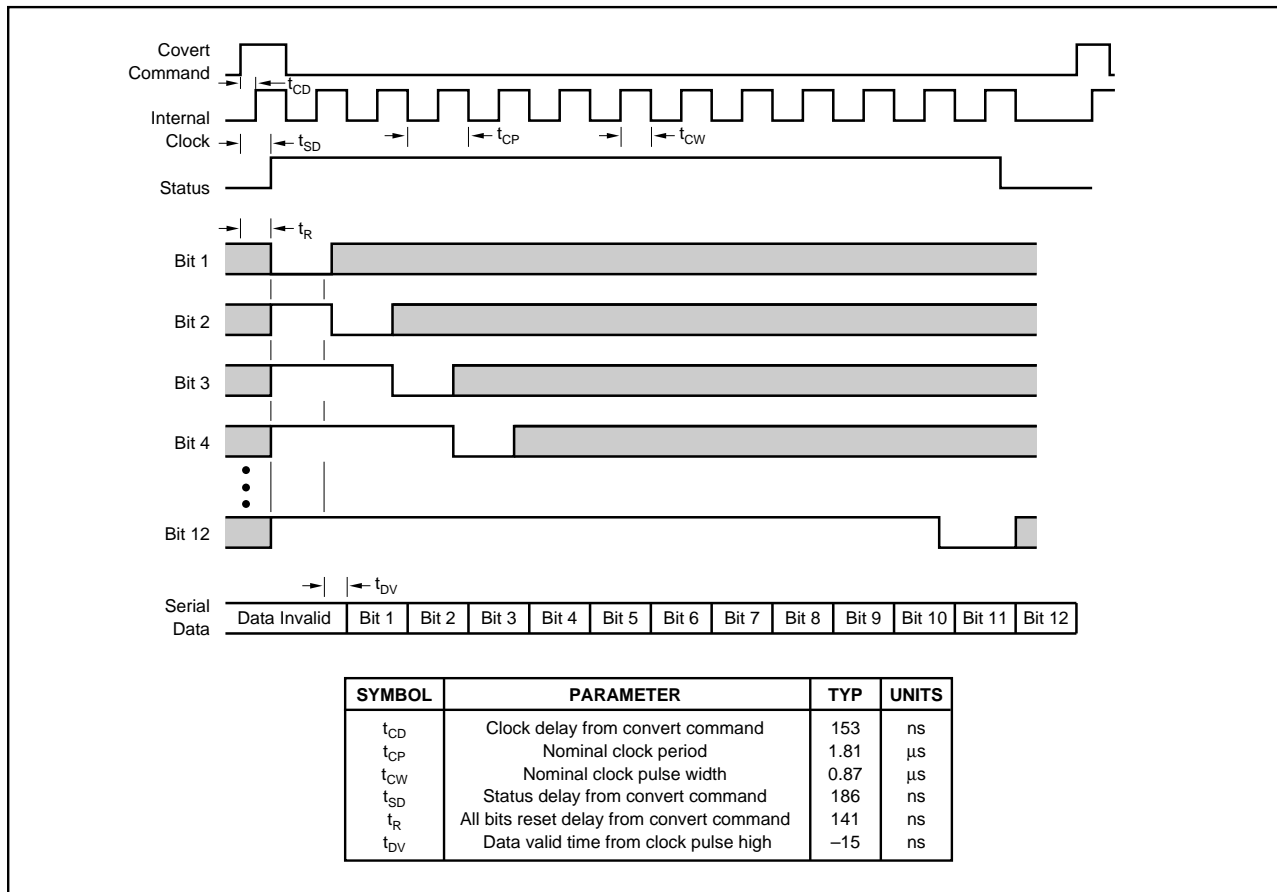 Covert
Command
tCD
Internal
Clock
tCP
tCW
tSD
Status
tR
Bit 1
Bit 2
Bit 3
Bit 4
Bit 12
tDV
Serial
Data
Data Invalid Bit 1 Bit 2 Bit 3 Bit 4 Bit 5 Bit 6 Bit 7 Bit 8 Bit 9 Bit 10 Bit 11 Bit 12
SYMBOL PARAMETER TYP UNITS
tCD Clock delay from convert command 153 ns
tCP Nominal clock period 1.81 µs
tCW Nominal clock pulse width 0.87 µs
tSD Status delay from convert command 186 ns
tR All bits reset delay from convert command 141 ns
tDV Data valid time from clock pulse high –15 ns